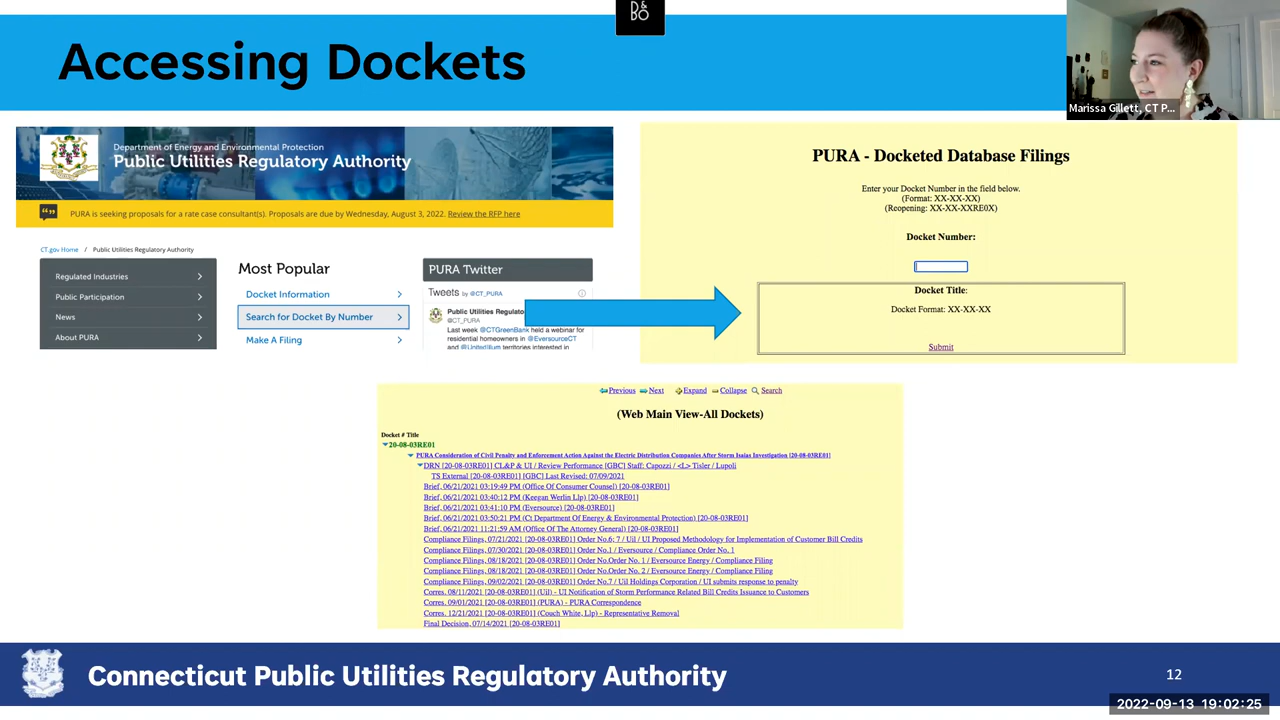 D&
BO
Accessing Dockets
Marissa Gillett, CT P...
Department of Energy and Environmental Protection
Public Utilities Regulatory Authority
PURA is seeking proposals for a rate case consultant(s). Proposals are due by Wednesday, August 3, 2022. Review the RFP here
CT.gov Home / Public Utilities Regulatory Authority
Regulated Industries
Public Participation
News
About PURA
Most Popular
Docket Information
Search for Docket By Number
Make A Filing
PURA Twitter
Tweets by @CT_PURA
Public Utilities Regulato
@CT_PURA
Last week @CTGreenBank held a webinar for
residential homeowners in @EversourceCT
and @UnitedIllum territories interested in
PURA - Docketed Database Filings
Enter your Docket Number in the field below.
(Format: XX-XX-XX)
(Reopening: XX-XX-XXRE0X)
Docket Number:
Docket Title:
Docket Format: XX-XX-XX
Submit
Previous Next Expand Collapse Search
(Web Main View-All Dockets)
Docket # Title
20-08-03RE01
PURA Consideration of Civil Penalty and Enforcement Action Against the Electric Distribution Companies After Storm Isaias Investigation [20-08-03RE01]
DRN [20-08-03RE01] CL&P & UI / Review Performance [GBC] Staff: Capozzi / <L> Tisler / Lupoli
TS External [20-08-03RE01] [GBC] Last Revised: 07/09/2021
Brief, 06/21/2021 03:19:49 PM (Office Of Consumer Counsel) [20-08-03RE01]
Brief, 06/21/2021 03:40:12 PM (Keegan Werlin Llp) [20-08-03RE01]
Brief, 06/21/2021 03:41:10 PM (Eversource) [20-08-03RE01]
Brief, 06/21/2021 03:50:21 PM (Ct Department Of Energy & Environmental Protection) [20-08-03RE01]
Brief, 06/21/2021 11:21:59 AM (Office Of The Attorney General) [20-08-03RE01]
Compliance Filings, 07/21/2021 [20-08-03RE01] Order No.6; 7 / Uil / UI Proposed Methodology for Implementation of Customer Bill Credits
Compliance Filings, 07/30/2021 [20-08-03RE01] Order No.1 / Eversource / Compliance Order No. 1
Compliance Filings, 08/18/2021 [20-08-03RE01] Order No.Order No. 1 / Eversource Energy / Compliance Filing
Compliance Filings, 08/18/2021 [20-08-03RE01] Order No.Order No. 2 / Eversource Energy / Compliance Filing
Compliance Filings, 09/02/2021 [20-08-03RE01] Order No.7 / Uil Holdings Corporation / UI submits response to penalty
Corres. 08/11/2021 [20-08-03RE01] (Uil) - UI Notification of Storm Performance Related Bill Credits Issuance to Customers
Corres. 09/01/2021 [20-08-03RE01] (PURA) - PURA Correspondence
Corres. 12/21/2021 [20-08-03RE01] (Couch White, Llp) - Representative Removal
Final Decision, 07/14/2021 [20-08-03RE01]
Connecticut Public Utilities Regulatory Authority
12
2022-09-13 19:02:25